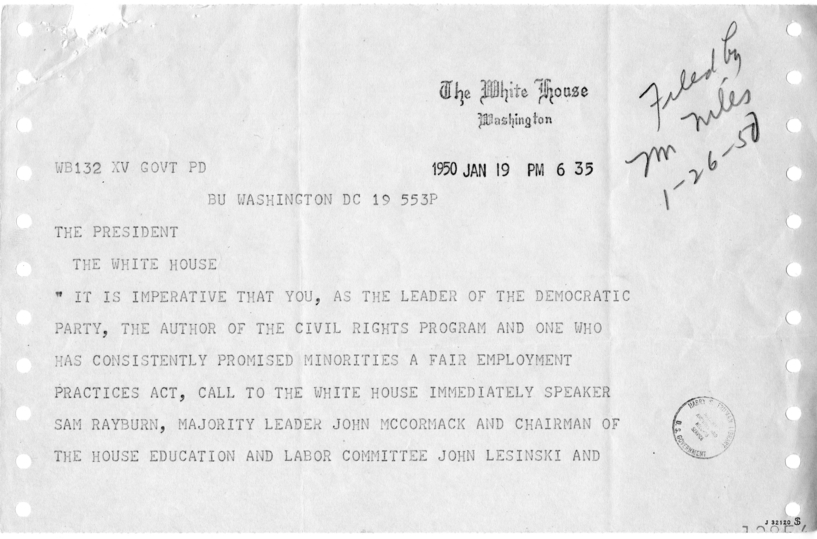 The White House
Washington
Filed by
Mr Niles
1-26-50
WB132 XV GOVT PD
1950 JAN 19 PM 6 35
BU WASHINGTON DC 19 553P
THE PRESIDENT
THE WHITE HOUSE
" IT IS IMPERATIVE THAT YOU, AS THE LEADER OF THE DEMOCRATIC
PARTY, THE AUTHOR OF THE CIVIL RIGHTS PROGRAM AND ONE WHO
HAS CONSISTENTLY PROMISED MINORITIES A FAIR EMPLOYMENT
PRACTICES ACT, CALL TO THE WHITE HOUSE IMMEDIATELY SPEAKER
SAM RAYBURN, MAJORITY LEADER JOHN MCCORMACK AND CHAIRMAN OF
THE HOUSE EDUCATION AND LABOR COMMITTEE JOHN LESINSKI AND
J 32120